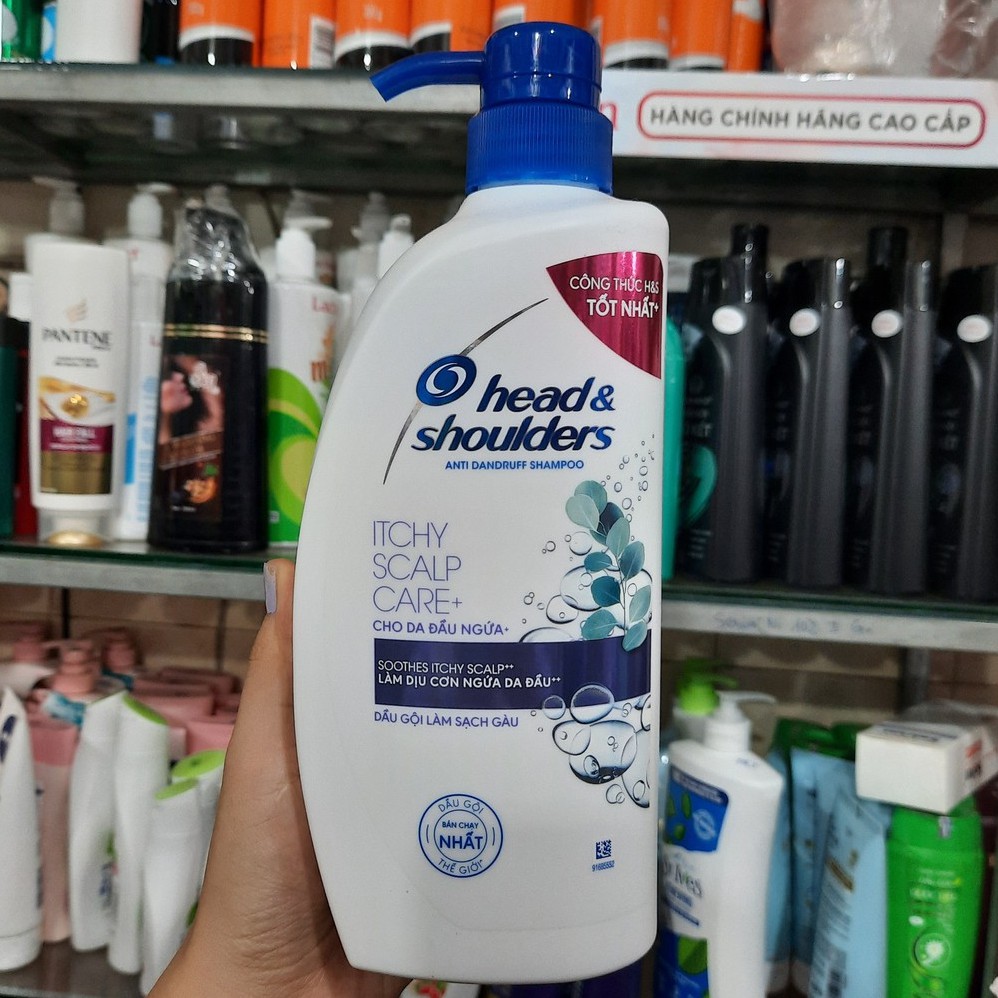 HÀNG CHÍNH HÃNG CAO CẤP
CÔNG THỨC H&S
TỐT NHẤT+
PANTENE
head &
shoulders
ANTI DANDRUFF SHAMPOO
ITCHY
SCALP
CARE+
CHO DA ĐẦU NGỨA+
SOOTHES ITCHY SCALP++
LÀM DỊU CƠN NGỨA DA ĐẦU++
DẦU GỘI LÀM SẠCH GÀU
DẦU GỘI
BÁN CHẠY
NHẤT
THẾ GIỚI*